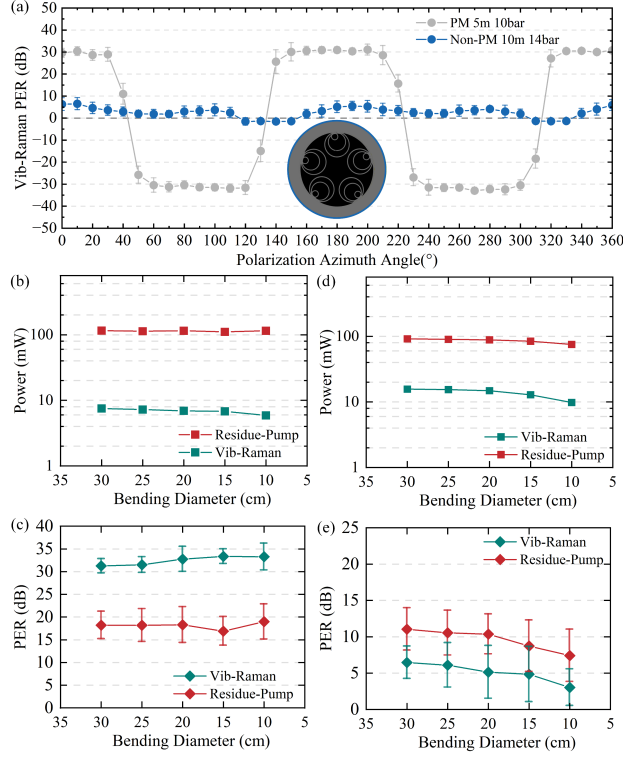 (a)
50
40
30
20
10
0
−10
−20
−30
−40
−50
Vib-Raman PER (dB)
PM 5m 10bar
Non-PM 10m 14bar
0 20 40 60 80 100 120 140 160 180 200 220 240 260 280 300 320 340 360
Polarization Azimuth Angle(°)
(b)
100
10
1
Power (mW)
Residue-Pump
Vib-Raman
35 30 25 20 15 10 5
Bending Diameter (cm)
(d)
100
10
1
Power (mW)
Vib-Raman
Residue-Pump
35 30 25 20 15 10 5
Bending Diameter (cm)
(c)
40
35
30
25
20
15
10
5
0
PER (dB)
Vib-Raman
Residue-Pump
35 30 25 20 15 10 5
Bending Diameter (cm)
(e)
25
20
15
10
5
0
PER (dB)
Vib-Raman
Residue-Pump
35 30 25 20 15 10 5
Bending Diameter (cm)